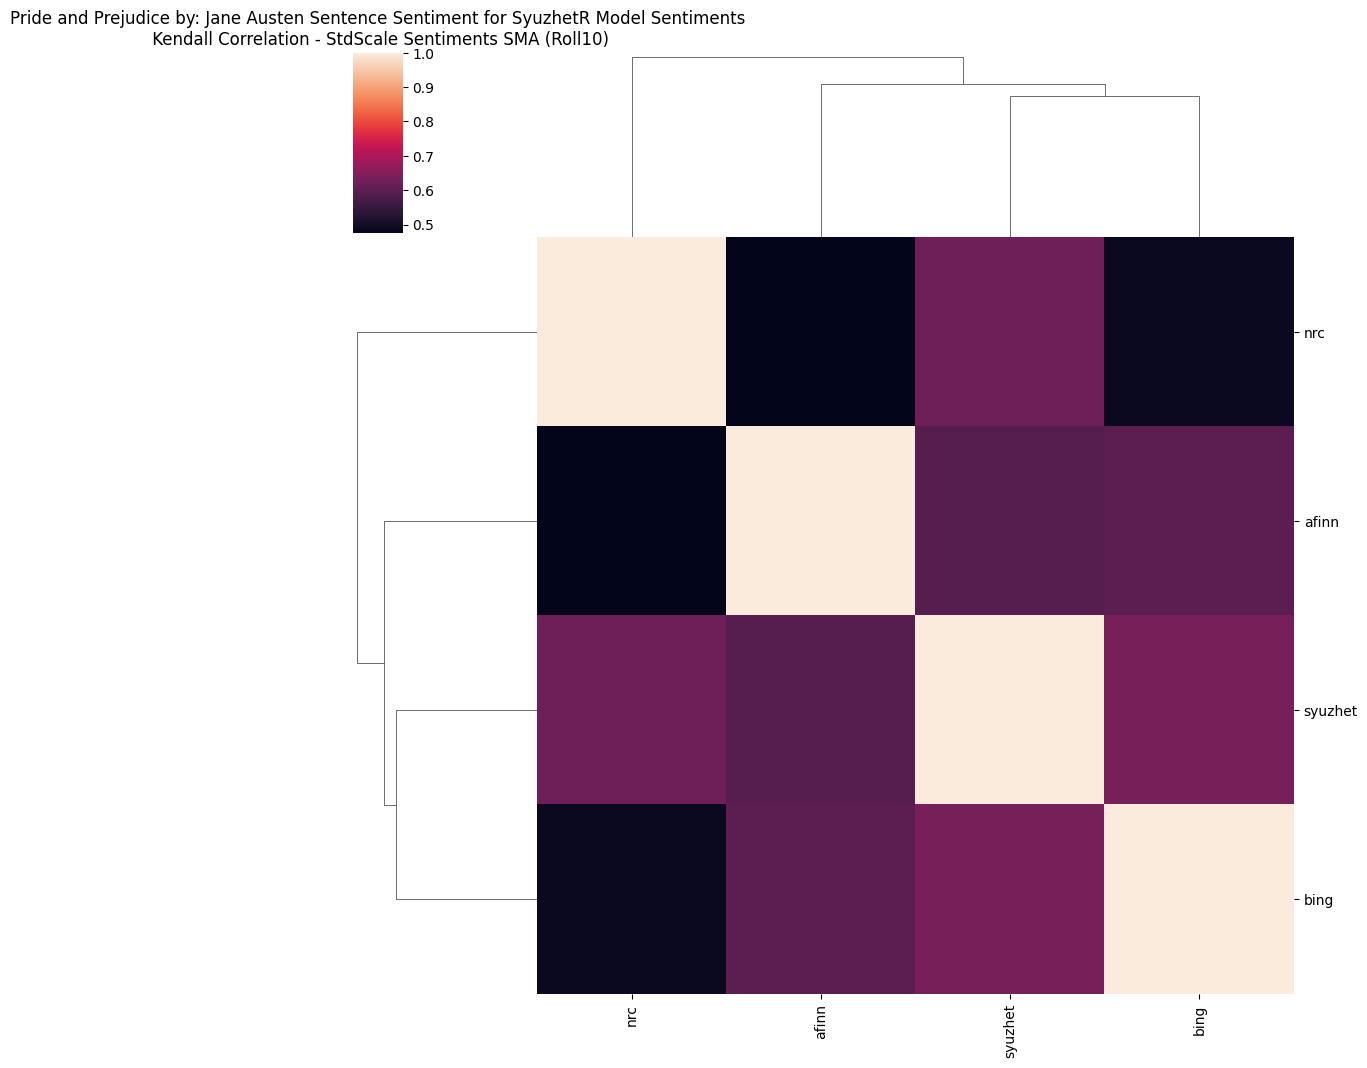 Pride and Prejudice by: Jane Austen Sentence Sentiment for SyuzhetR Model Sentiments
Kendall Correlation - StdScale Sentiments SMA (Roll10)
1.0
0.9
0.8
0.7
0.6
0.5
nrc
afinn
syuzhet
bing
nrc
afinn
syuzhet
bing